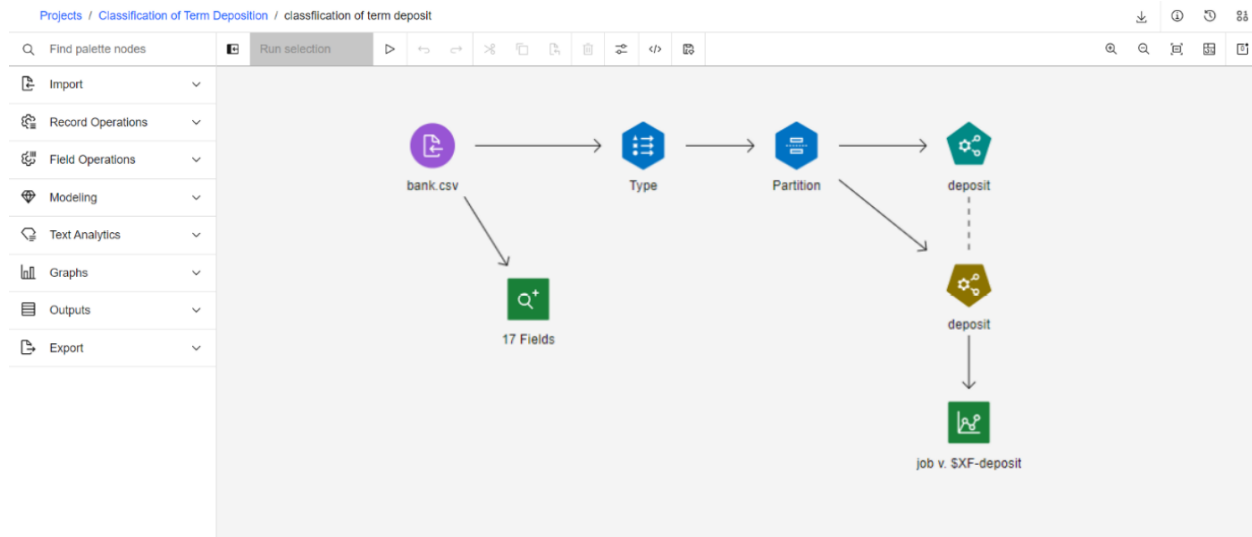 Projects / Classification of Term Deposition / classfiication of term deposit
Find palette nodes
Run selection
Import
Record Operations
Field Operations
Modeling
Text Analytics
Graphs
Outputs
Export
bank.csv
Type
Partition
deposit
17 Fields
deposit
job v. $XF-deposit